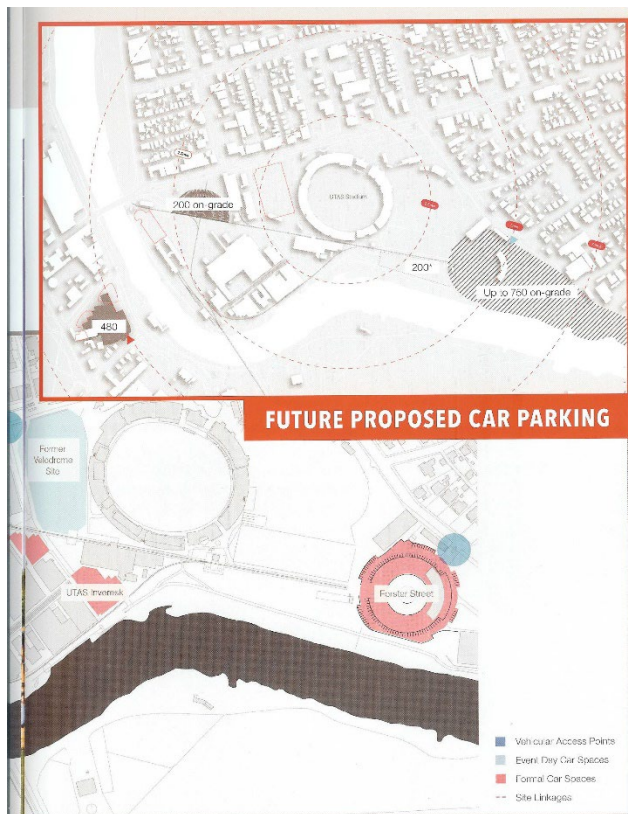 200 on-grade
UTAS Stadium
200*
Up to 750 on-grade
480
FUTURE PROPOSED CAR PARKING
Former
Velodrome
Site
UTAS Inveresk
Forster Street
Vehicular Access Points
Event Day Car Spaces
Formal Car Spaces
Site Linkages